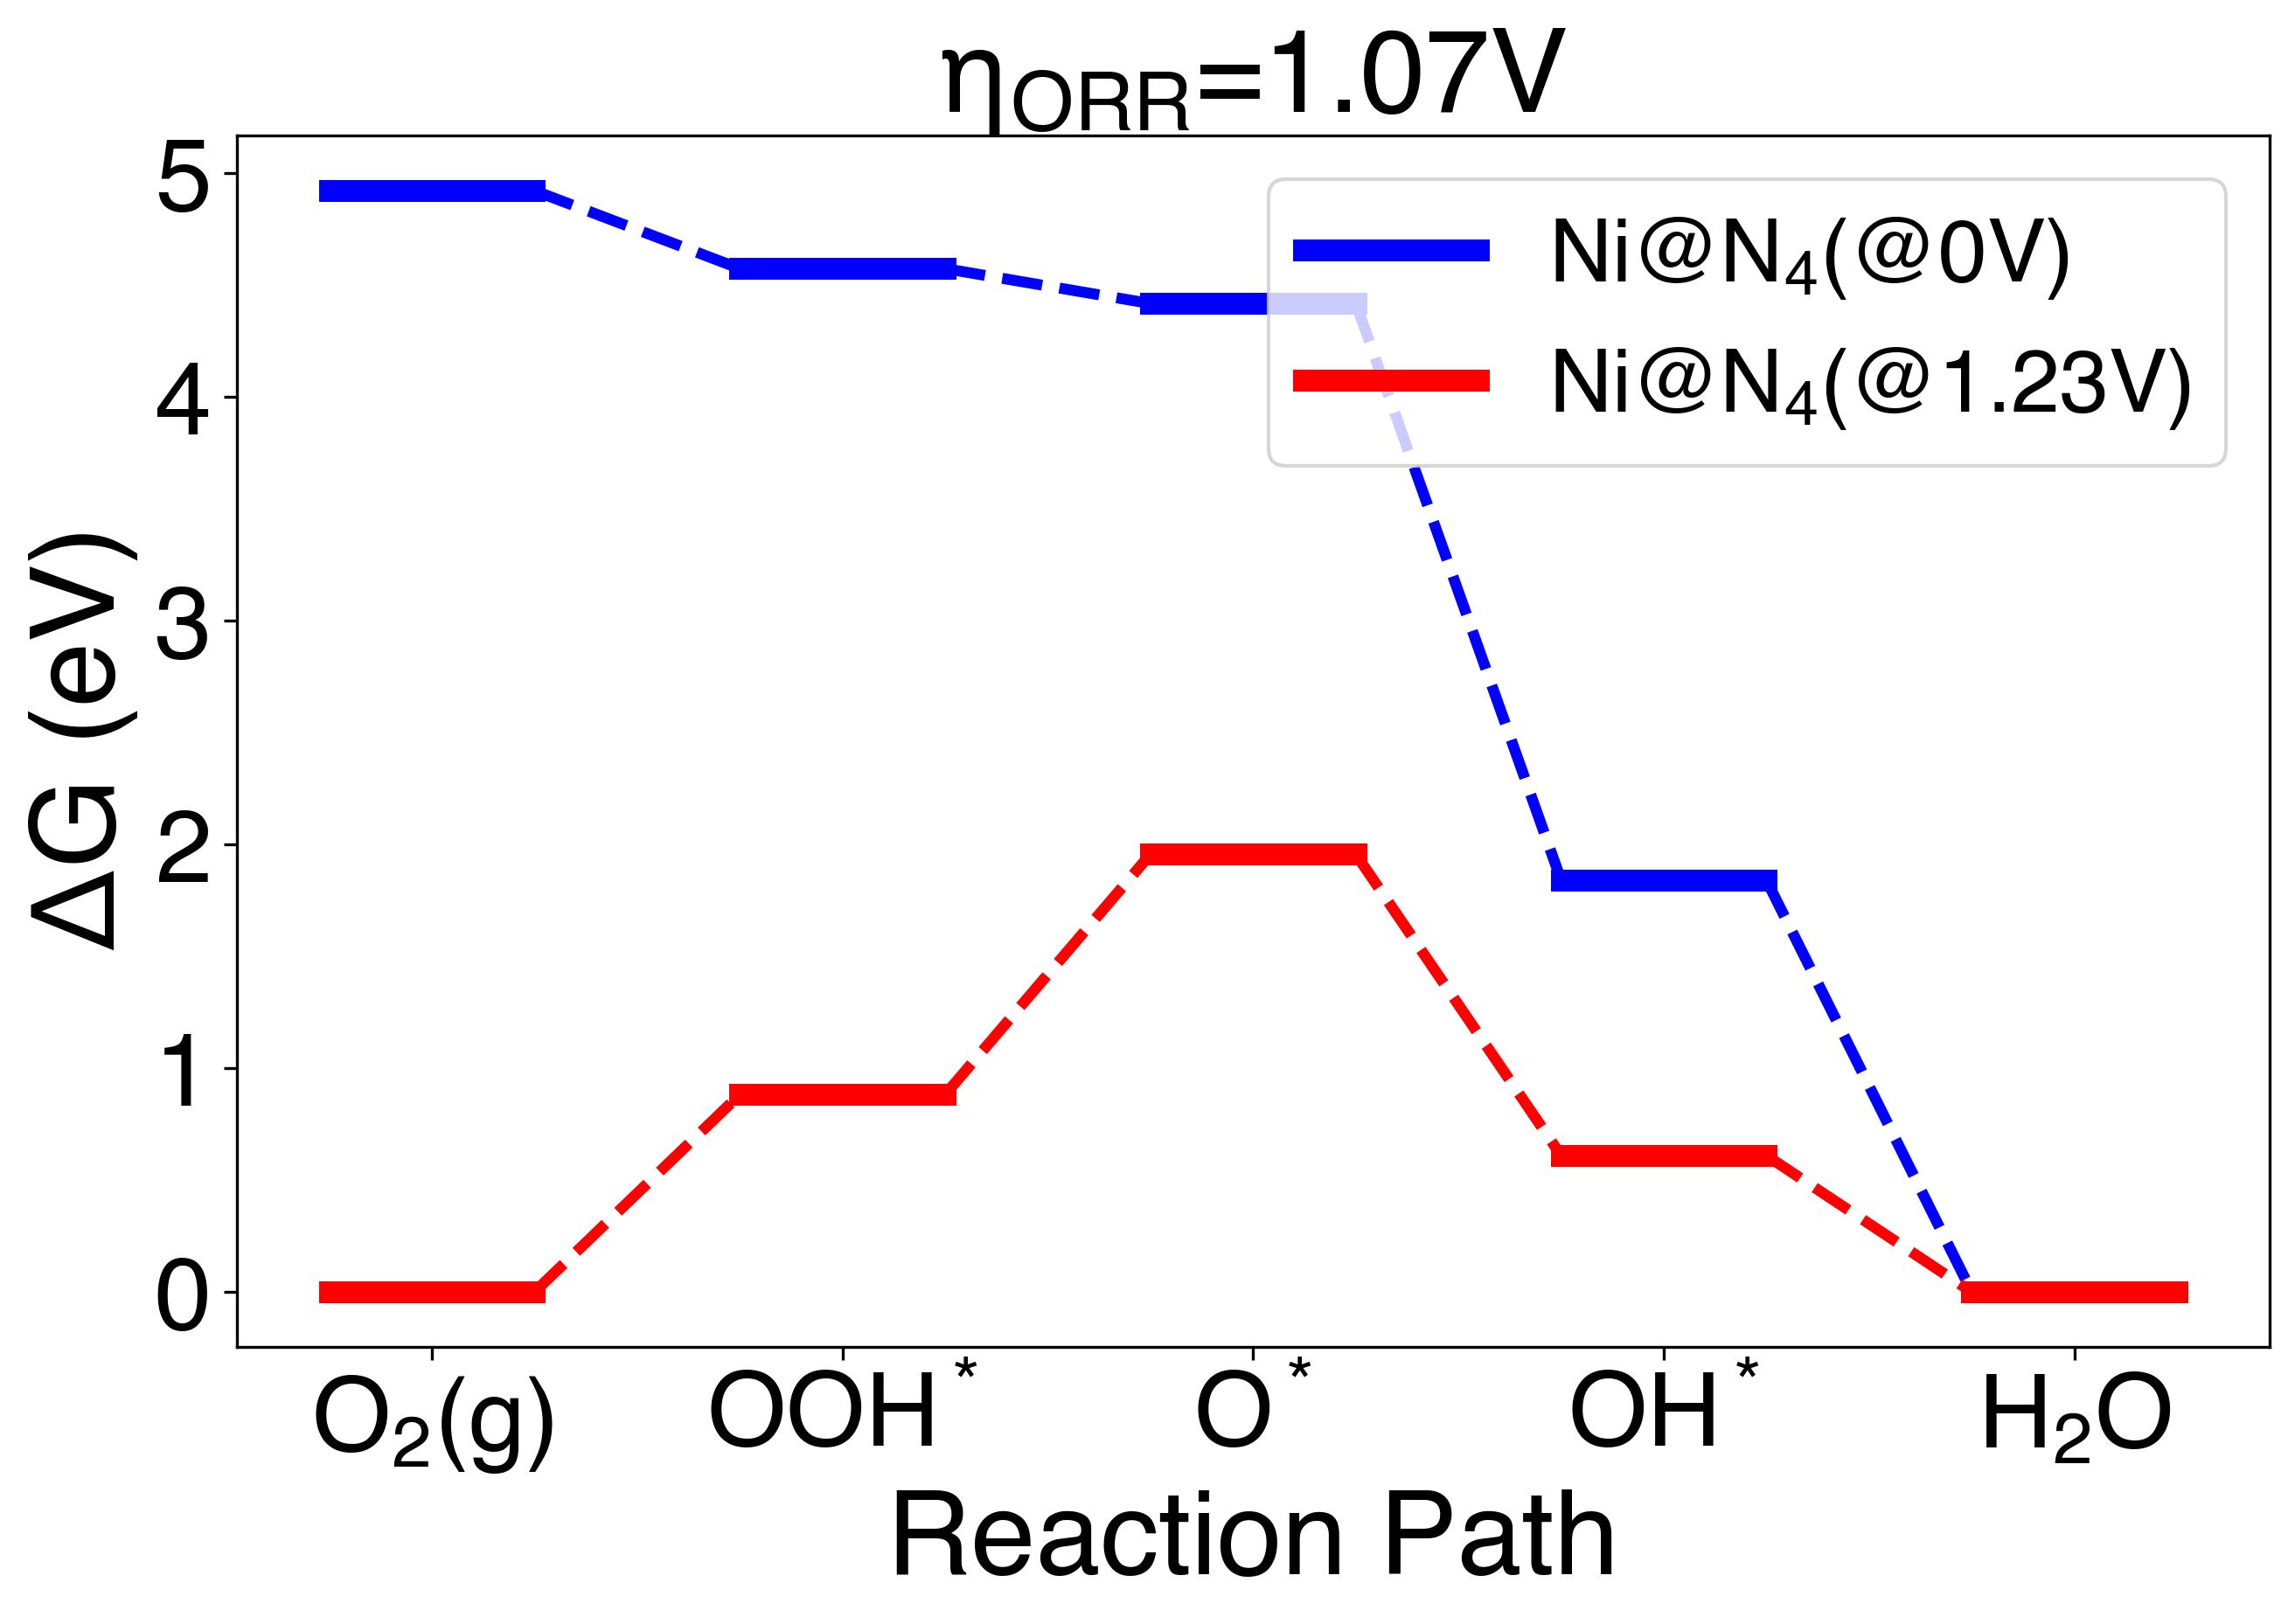 η_ORR=1.07V
5
4
3
2
1
0
ΔG (eV)
Ni@N₄(@0V)
Ni@N₄(@1.23V)
O₂(g) OOH* O* OH* H₂O
Reaction Path